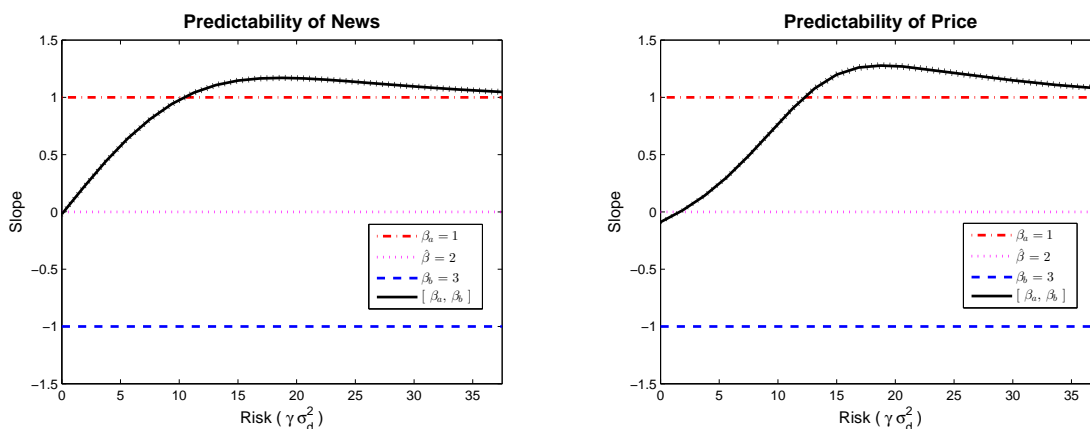 Predictability of News
1.5
1
0.5
0
−0.5
−1
−1.5
Slope
0 5 10 15 20 25 30 35
Risk ( γ σ_d^2 )
β_a = 1
β̂ = 2
β_b = 3
[ β_a, β_b ]
Predictability of Price
1.5
1
0.5
0
−0.5
−1
−1.5
Slope
0 5 10 15 20 25 30 35
Risk ( γ σ_d^2 )
β_a = 1
β̂ = 2
β_b = 3
[ β_a, β_b ]